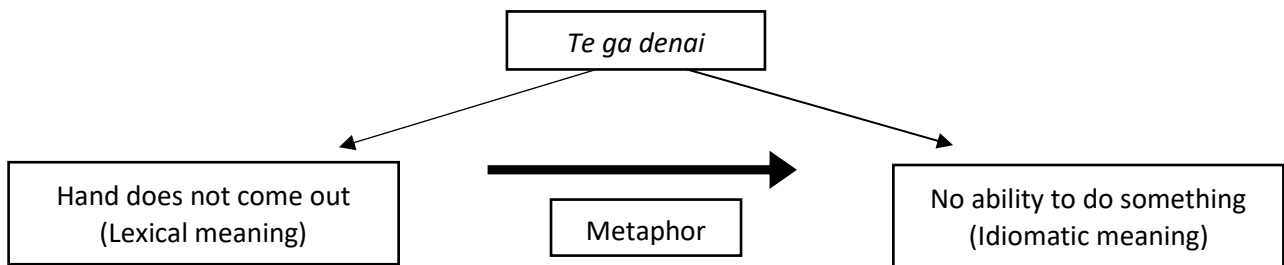 Te ga denai
Hand does not come out
(Lexical meaning)
Metaphor
No ability to do something
(Idiomatic meaning)